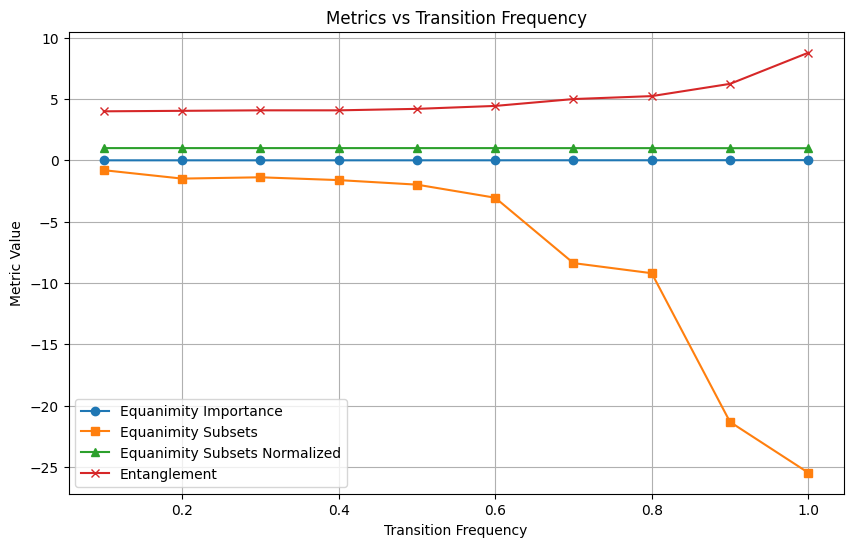 Metrics vs Transition Frequency
10
5
0
−5
−10
−15
−20
−25
Metric Value
Equanimity Importance
Equanimity Subsets
Equanimity Subsets Normalized
Entanglement
0.2 0.4 0.6 0.8 1.0
Transition Frequency